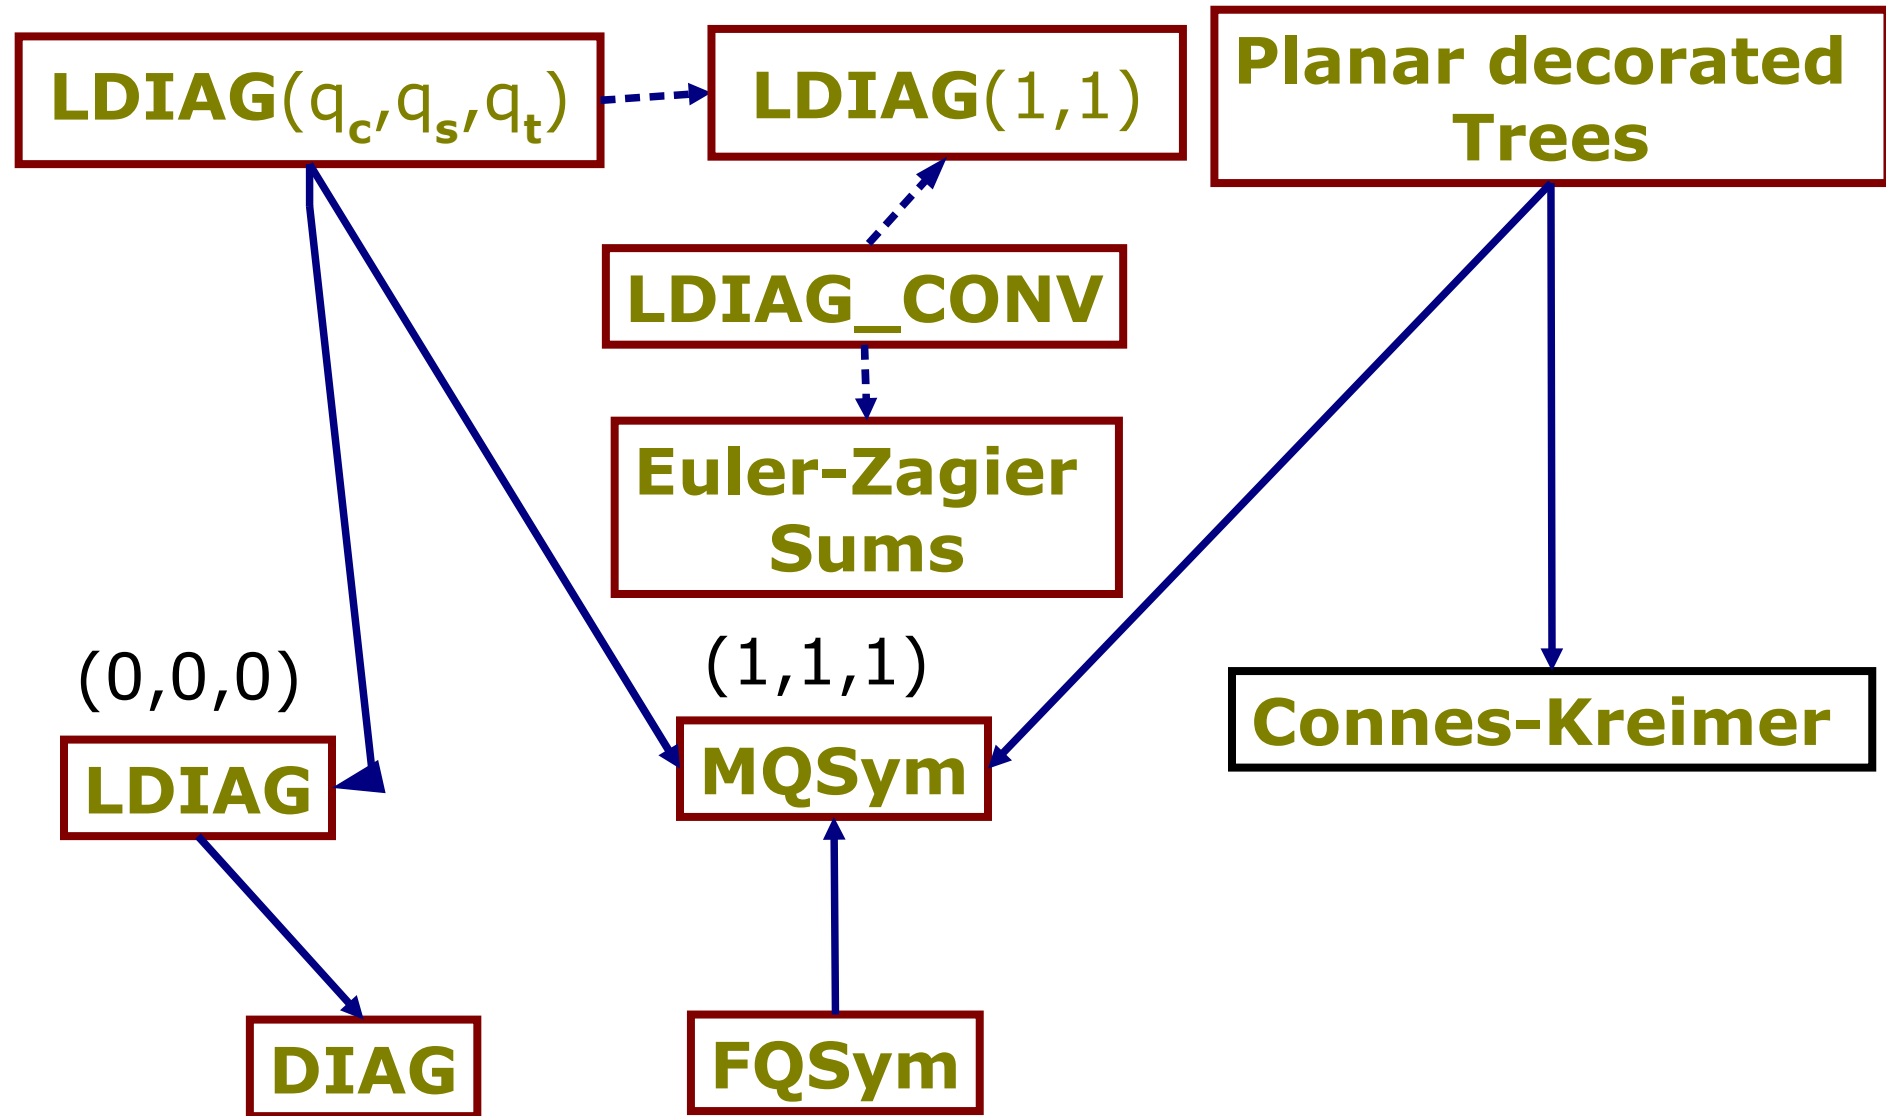 LDIAG(qc,qs,qt)
LDIAG(1,1)
Planar decorated
Trees
LDIAG_CONV
Euler-Zagier
Sums
(0,0,0)
(1,1,1)
LDIAG
MQSym
Connes-Kreimer
DIAG
FQSym